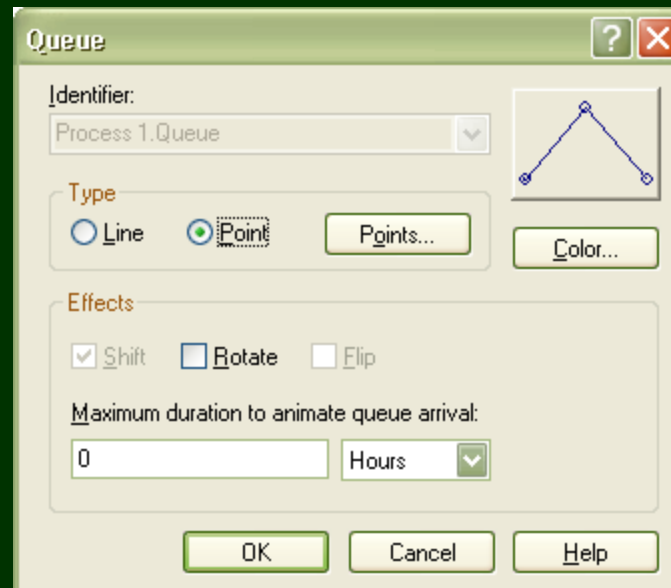 Queue
Identifier:
Process 1.Queue
Type
Line Point Points...
Color...
Effects
Shift Rotate Flip
Maximum duration to animate queue arrival:
0 Hours
OK Cancel Help